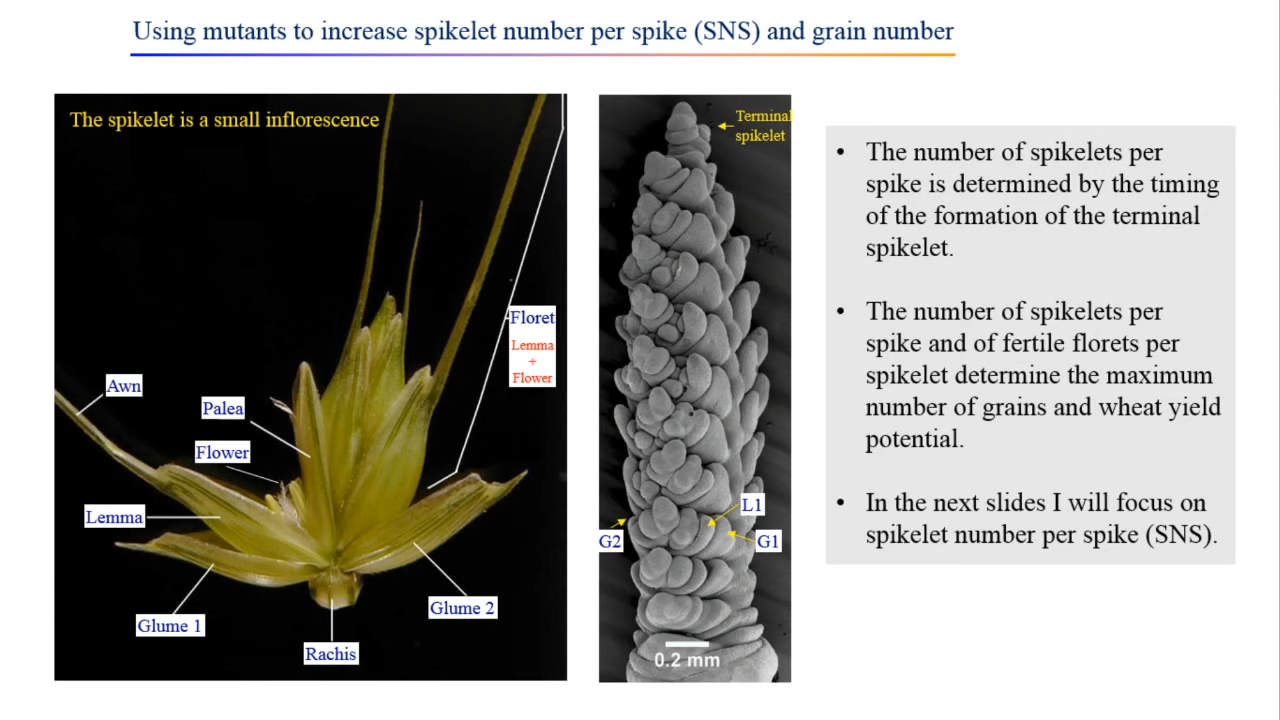 Using mutants to increase spikelet number per spike (SNS) and grain number
The spikelet is a small inflorescence
Awn
Palea
Flower
Lemma
Glume 1
Rachis
Glume 2
Floret
Lemma
+
Flower
Terminal
spikelet
L1
G2
G1
0.2 mm
• The number of spikelets per
spike is determined by the timing
of the formation of the terminal
spikelet.
• The number of spikelets per
spike and of fertile florets per
spikelet determine the maximum
number of grains and wheat yield
potential.
• In the next slides I will focus on
spikelet number per spike (SNS).